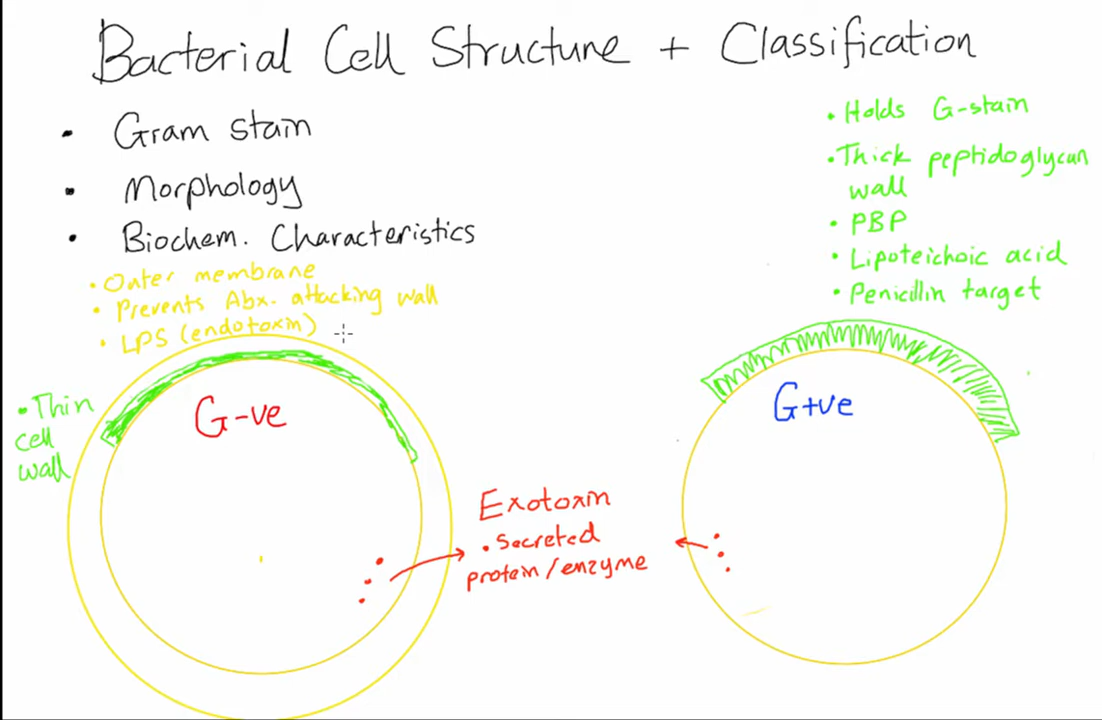 Bacterial Cell Structure + Classification
• Gram stain
• Morphology
• Biochem. Characteristics
• Outer membrane
• Prevents Abx. attacking wall
• LPS (endotoxin)
• Holds G-stain
• Thick peptidoglycan
wall
• PBP
• Lipoteichoic acid
• Penicillin target
• Thin
cell
wall
G-ve
G+ve
Exotoxin
• Secreted
protein/enzyme